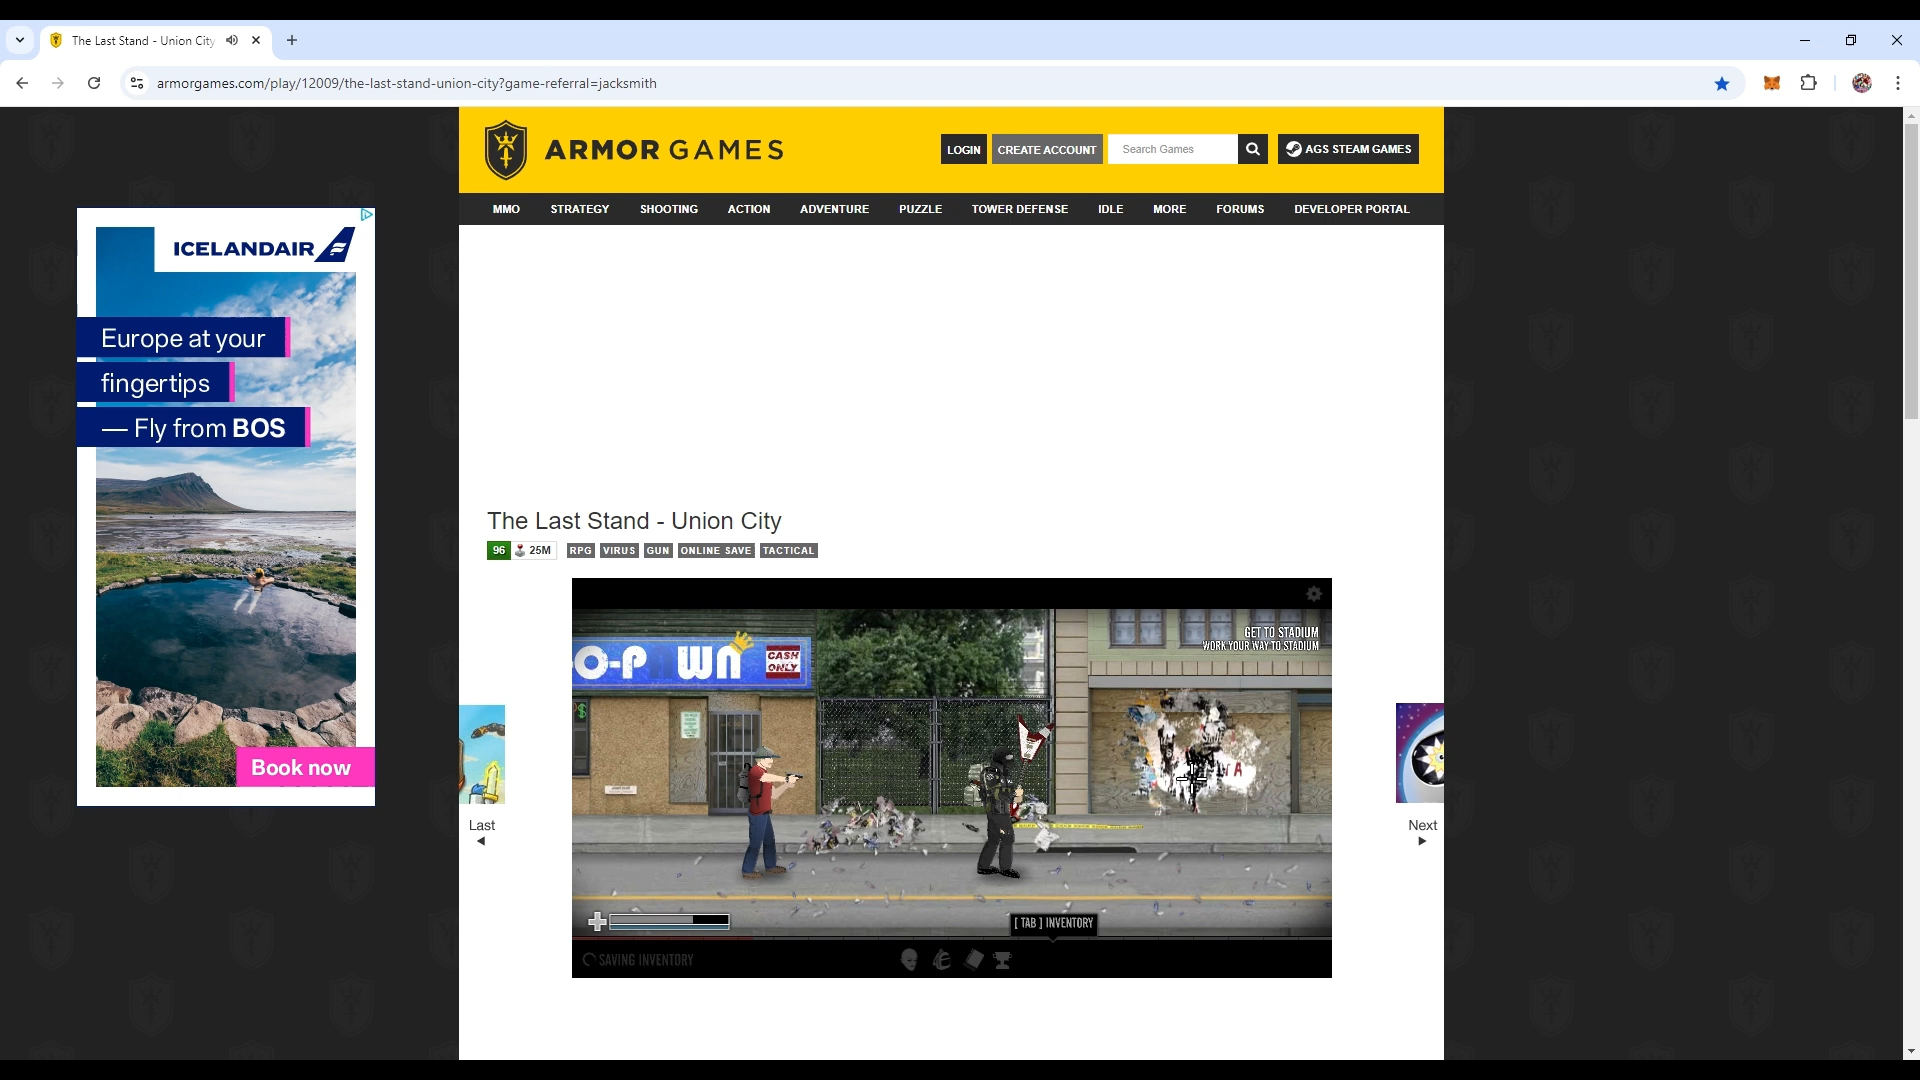 The Last Stand - Union City
armorgames.com/play/12009/the-last-stand-union-city?game-referral=jacksmith
ARMOR GAMES
LOGIN
CREATE ACCOUNT
Search Games
AGS STEAM GAMES
MMO
STRATEGY
SHOOTING
ACTION
ADVENTURE
PUZZLE
TOWER DEFENSE
IDLE
MORE
FORUMS
DEVELOPER PORTAL
ICELANDAIR
Europe at your
fingertips
— Fly from BOS
Book now
The Last Stand - Union City
96
25M
RPG
VIRUS
GUN
ONLINE SAVE
TACTICAL
GET TO STADIUM
WORK YOUR WAY TO STADIUM
O-P WN
CASH
ONLY
$
Last
Next
[ TAB ] INVENTORY
SAVING INVENTORY